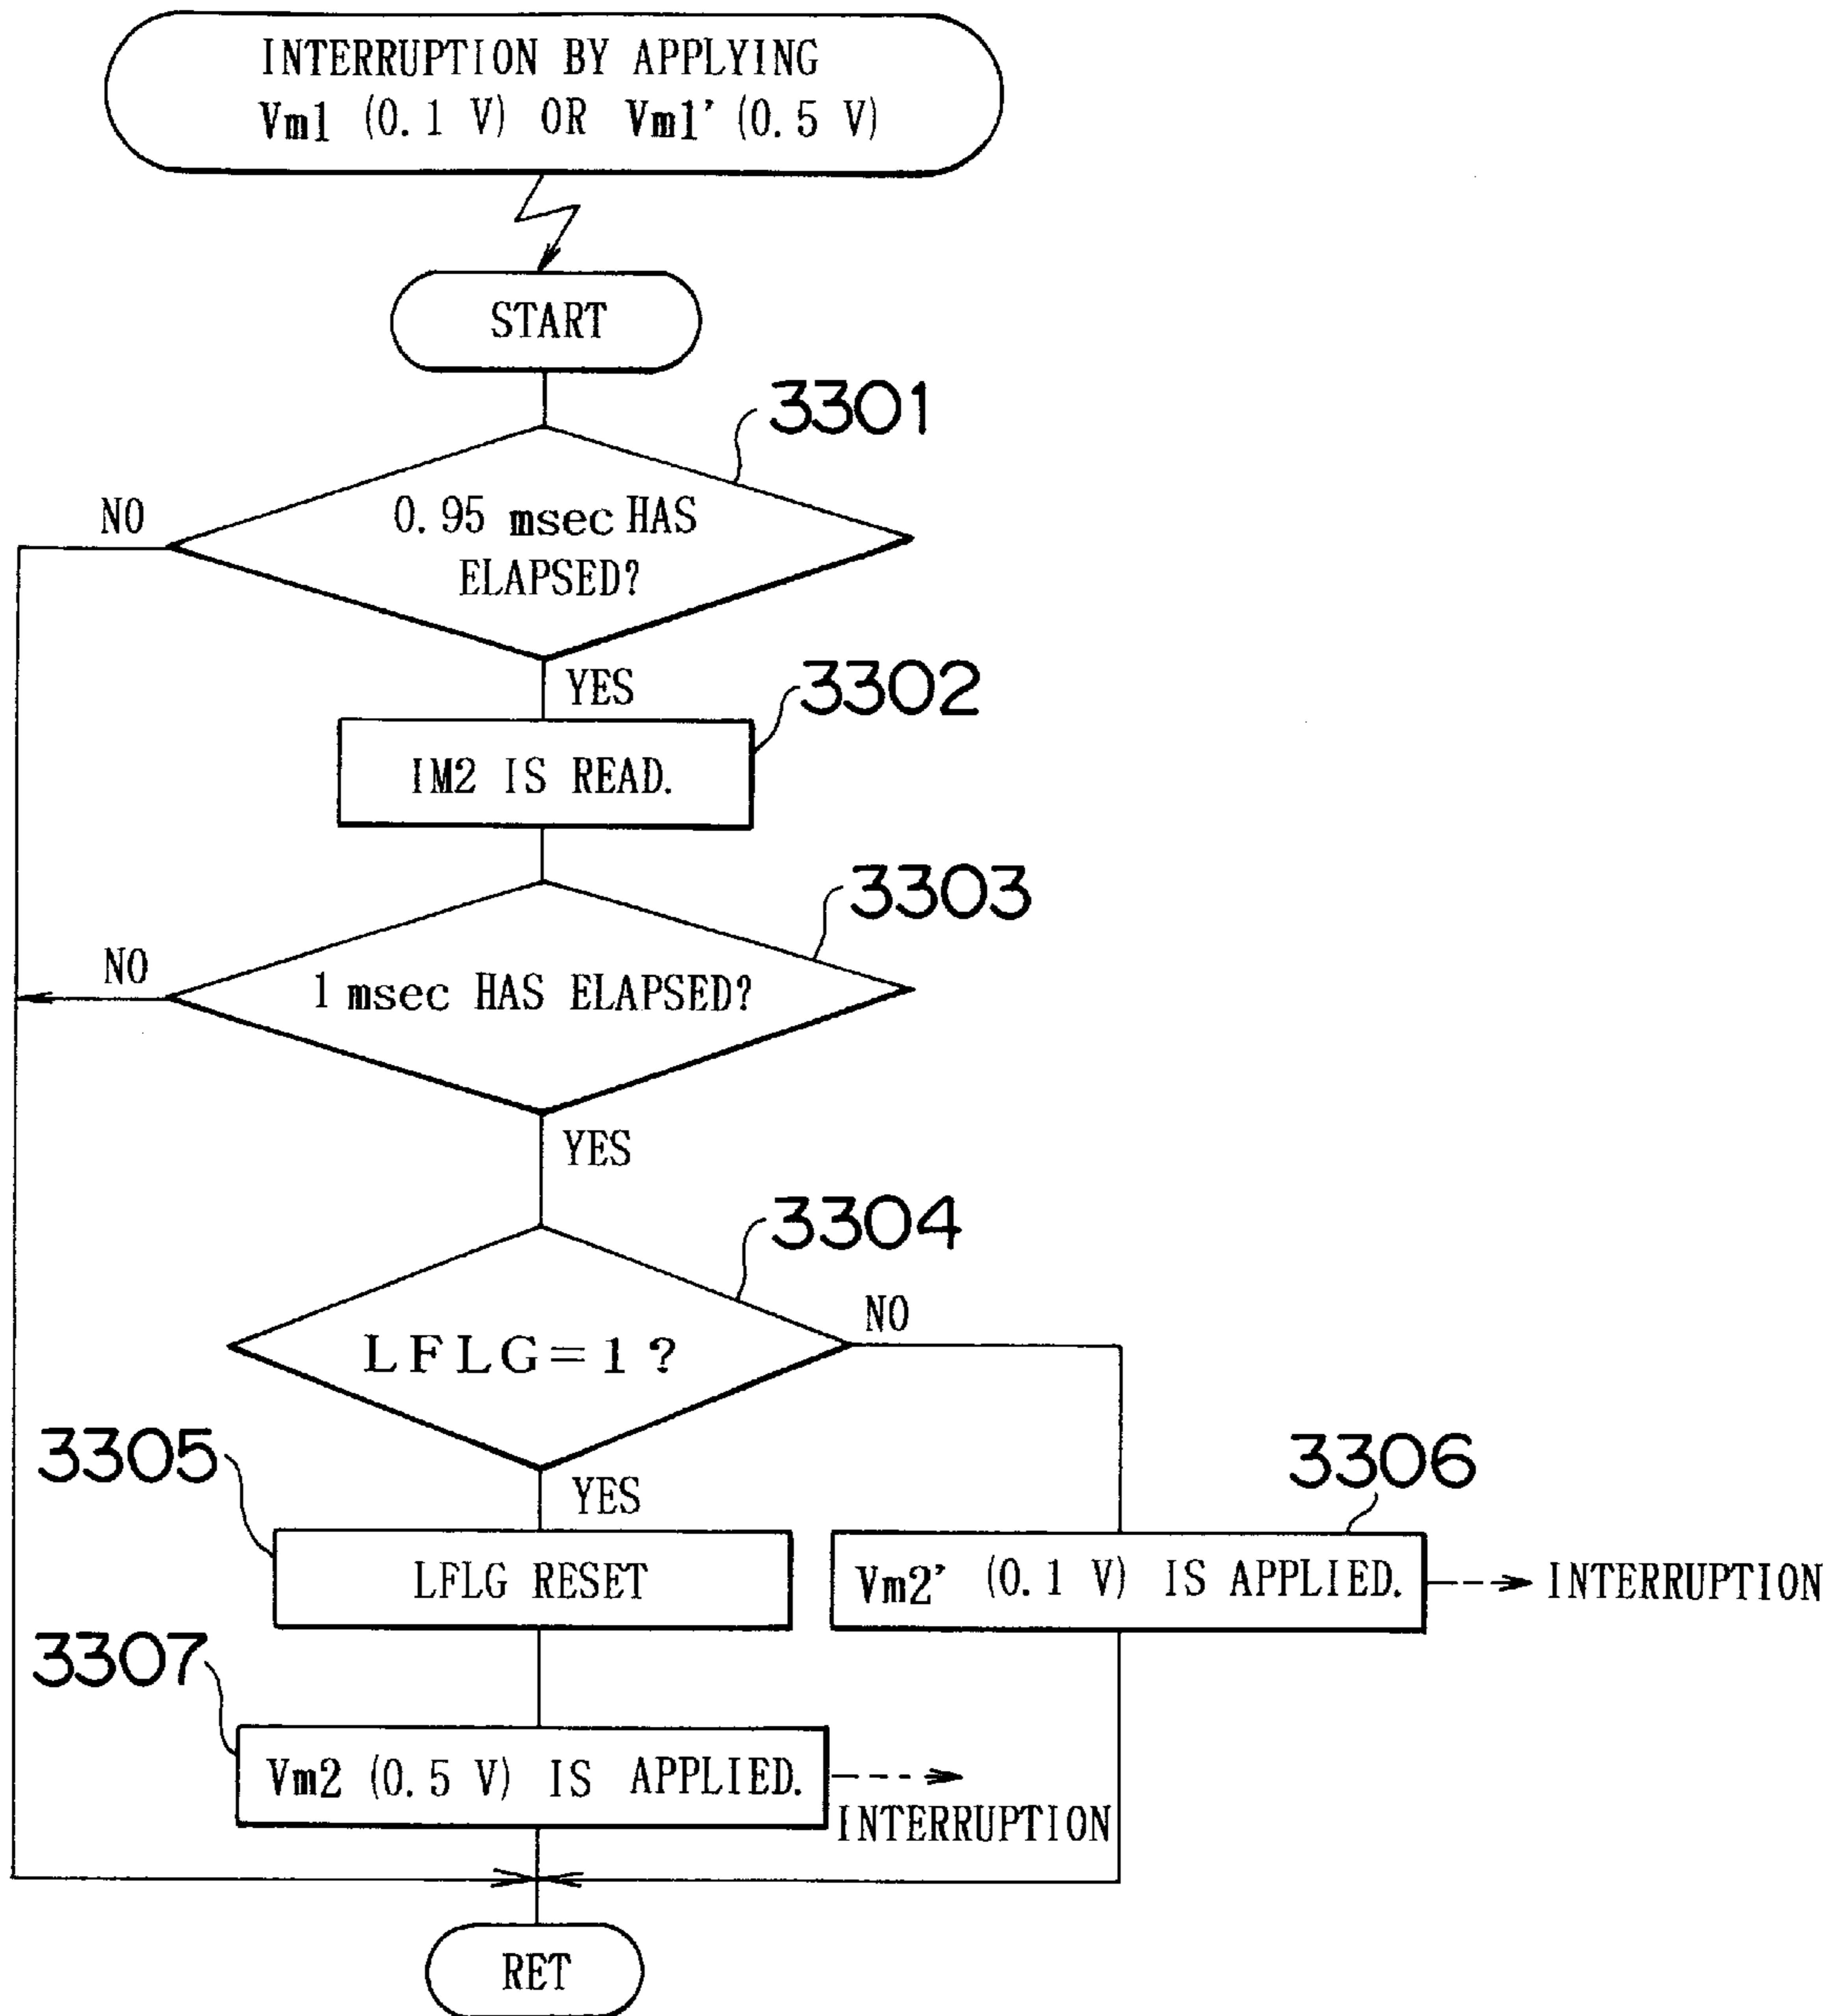 INTERRUPTION BY APPLYING
Vm1 (0.1 V) OR Vm1' (0.5 V)
START
3301
NO
0.95 msec HAS
ELAPSED?
YES
3302
IM2 IS READ.
3303
NO
1 msec HAS ELAPSED?
YES
3304
NO
LFLG=1?
3305
YES
3306
LFLG RESET
Vm2' (0.1 V) IS APPLIED.
INTERRUPTION
3307
Vm2 (0.5 V) IS APPLIED.
INTERRUPTION
RET